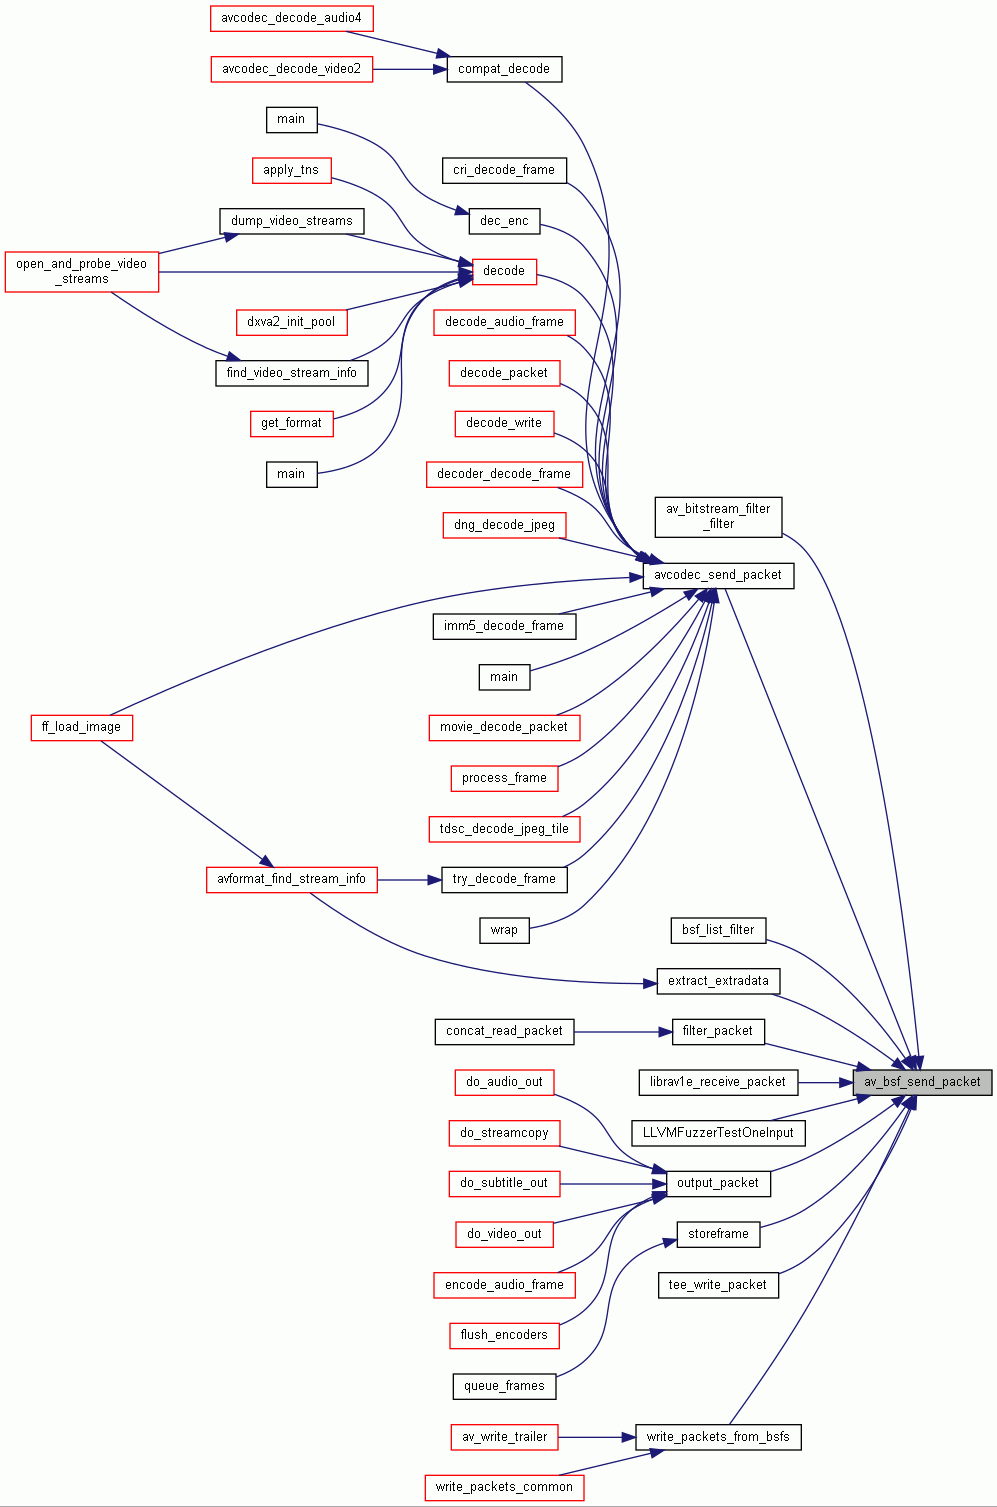 avcodec_decode_audio4
avcodec_decode_video2
compat_decode
main
apply_tns
cri_decode_frame
dump_video_streams
dec_enc
open_and_probe_video
_streams
decode
dxva2_init_pool
decode_audio_frame
find_video_stream_info
decode_packet
get_format
decode_write
main
decoder_decode_frame
av_bitstream_filter
_filter
dng_decode_jpeg
avcodec_send_packet
imm5_decode_frame
main
ff_load_image
movie_decode_packet
process_frame
tdsc_decode_jpeg_tile
avformat_find_stream_info
try_decode_frame
wrap
bsf_list_filter
extract_extradata
concat_read_packet
filter_packet
do_audio_out
librav1e_receive_packet
av_bsf_send_packet
do_streamcopy
LLVMFuzzerTestOneInput
do_subtitle_out
output_packet
do_video_out
storeframe
encode_audio_frame
tee_write_packet
flush_encoders
queue_frames
av_write_trailer
write_packets_from_bsfs
write_packets_common